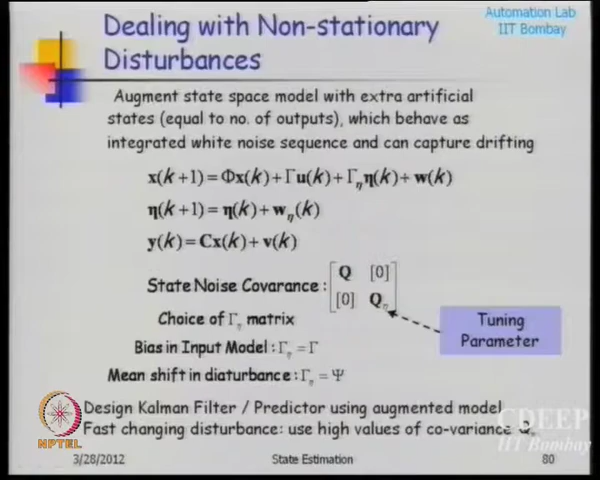 Automation Lab
IIT Bombay
Dealing with Non-stationary
Disturbances
Augment state space model with extra artificial
states (equal to no. of outputs), which behave as
integrated white noise sequence and can capture drifting
x(k+1)=Φx(k)+Γu(k)+Γ_η η(k)+w(k)
η(k+1)=η(k)+w_η(k)
y(k)=Cx(k)+v(k)
State Noise Covarance : [Q [0]
[0] Q_η]
Choice of Γ_η matrix
Tuning
Parameter
Bias in Input Model : Γ_η = Γ
Mean shift in diaturbance : Γ_η = Ψ
Design Kalman Filter / Predictor using augmented model
Fast changing disturbance: use high values of co-variance Q
CDEEP
IIT Bombay
NPTEL
3/28/2012
State Estimation
80